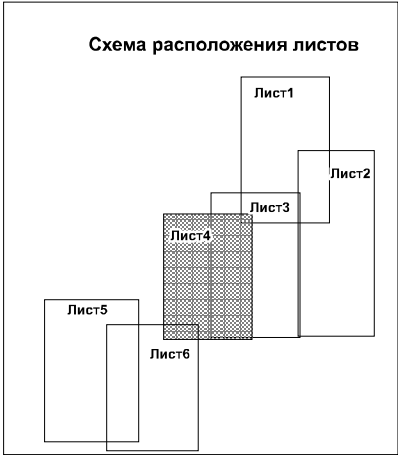 Схема расположения листов
Лист1
Лист2
Лист3
Лист4
Лист5
Лист6